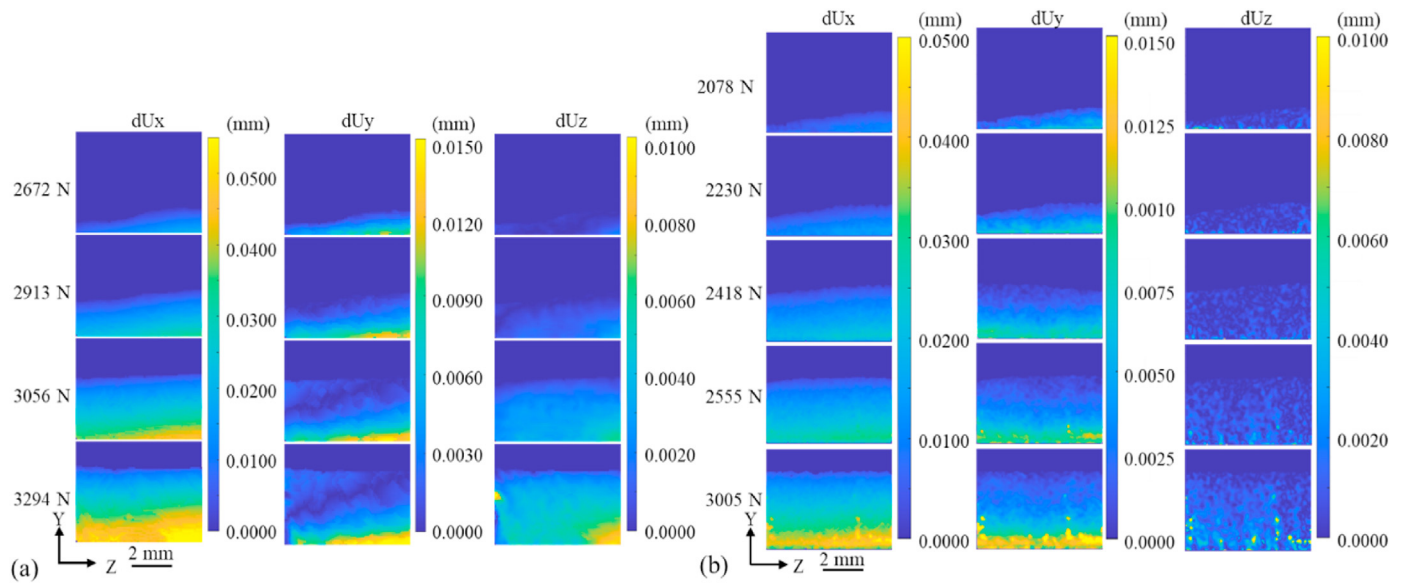 dUx (mm) dUy (mm) dUz (mm)
2672 N
2913 N
3056 N
3294 N
0.0500
0.0400
0.0300
0.0200
0.0100
0.0000
0.0150
0.0120
0.0090
0.0060
0.0030
0.0000
0.0100
0.0080
0.0060
0.0040
0.0020
0.0000
Y
Z
2 mm
(a)
dUx (mm) dUy (mm) dUz (mm)
2078 N
2230 N
2418 N
2555 N
3005 N
0.0500
0.0400
0.0300
0.0200
0.0100
0.0000
0.0150
0.0125
0.0010
0.0075
0.0050
0.0025
0.0000
0.0100
0.0080
0.0060
0.0040
0.0020
0.0000
Y
Z
2 mm
(b)